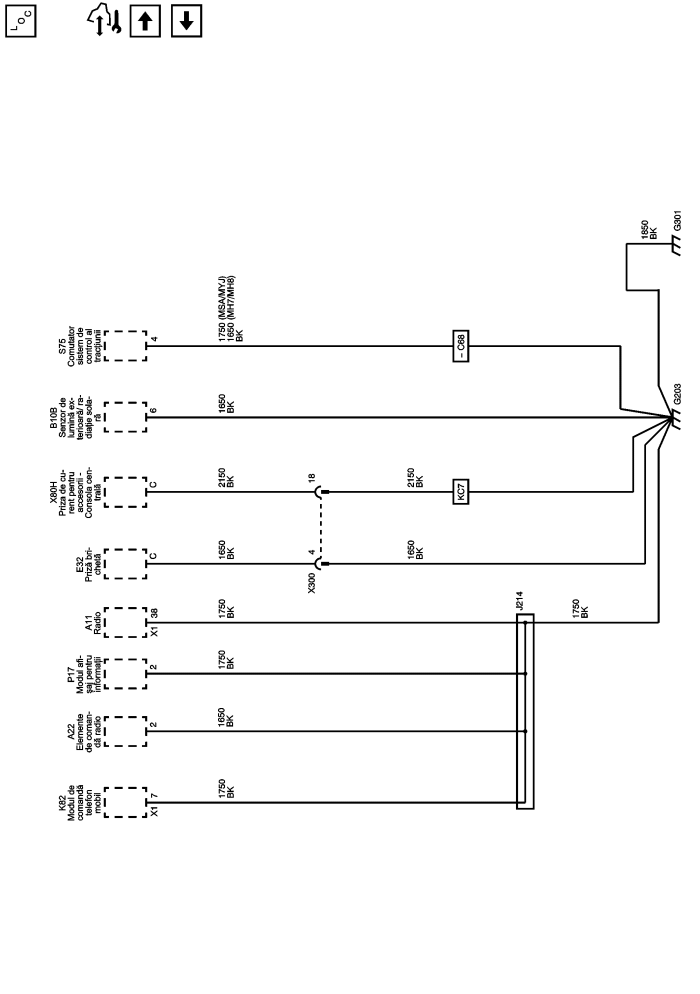 LOC
K82
Modul de
comandă
telefon
mobil
X1 7
1750
BK
A22
Elemente
de coman-
dă radio
2
1650
BK
P17
Modul afi-
șaj pentru
informații
2
1750
BK
A11
Radio
X1 38
1750
BK
J214
1750
BK
E32
Priză bri-
chetă
C
1650
BK
X300
4
1650
BK
X80H
Priza de cu-
rent pentru
accesorii -
Consola cen-
trală
C
2150
BK
18
2150
BK
KC7
B10B
Senzor de
lumină ex-
terioară/ ra-
diație sola-
ră
6
1650
BK
S75
Comutator
sistem de
control al
tracțiunii
4
1750 (MSA/MYJ)
1650 (MH7/MH8)
BK
– C68
G203
1850
BK
G301